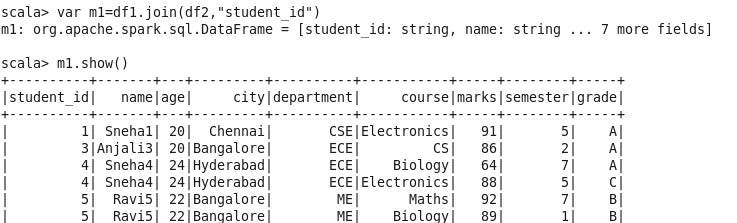 scala> var m1=df1.join(df2,"student_id")
m1: org.apache.spark.sql.DataFrame = [student_id: string, name: string ... 7 more fields]
scala> m1.show()
+----------+-------+---+---------+----------+-----------+-----+--------+-----+
|student_id|   name|age|     city|department|     course|marks|semester|grade|
+----------+-------+---+---------+----------+-----------+-----+--------+-----+
|         1| Sneha1| 20|  Chennai|       CSE|Electronics|   91|       5|    A|
|         3|Anjali3| 20|Bangalore|       ECE|         CS|   86|       2|    A|
|         4| Sneha4| 24|Hyderabad|       ECE|    Biology|   64|       7|    A|
|         4| Sneha4| 24|Hyderabad|       ECE|Electronics|   88|       5|    C|
|         5|  Ravi5| 22|Bangalore|        ME|      Maths|   92|       7|    B|
|         5|  Ravi5| 22|Bangalore|        ME|    Biology|   89|       1|    B|